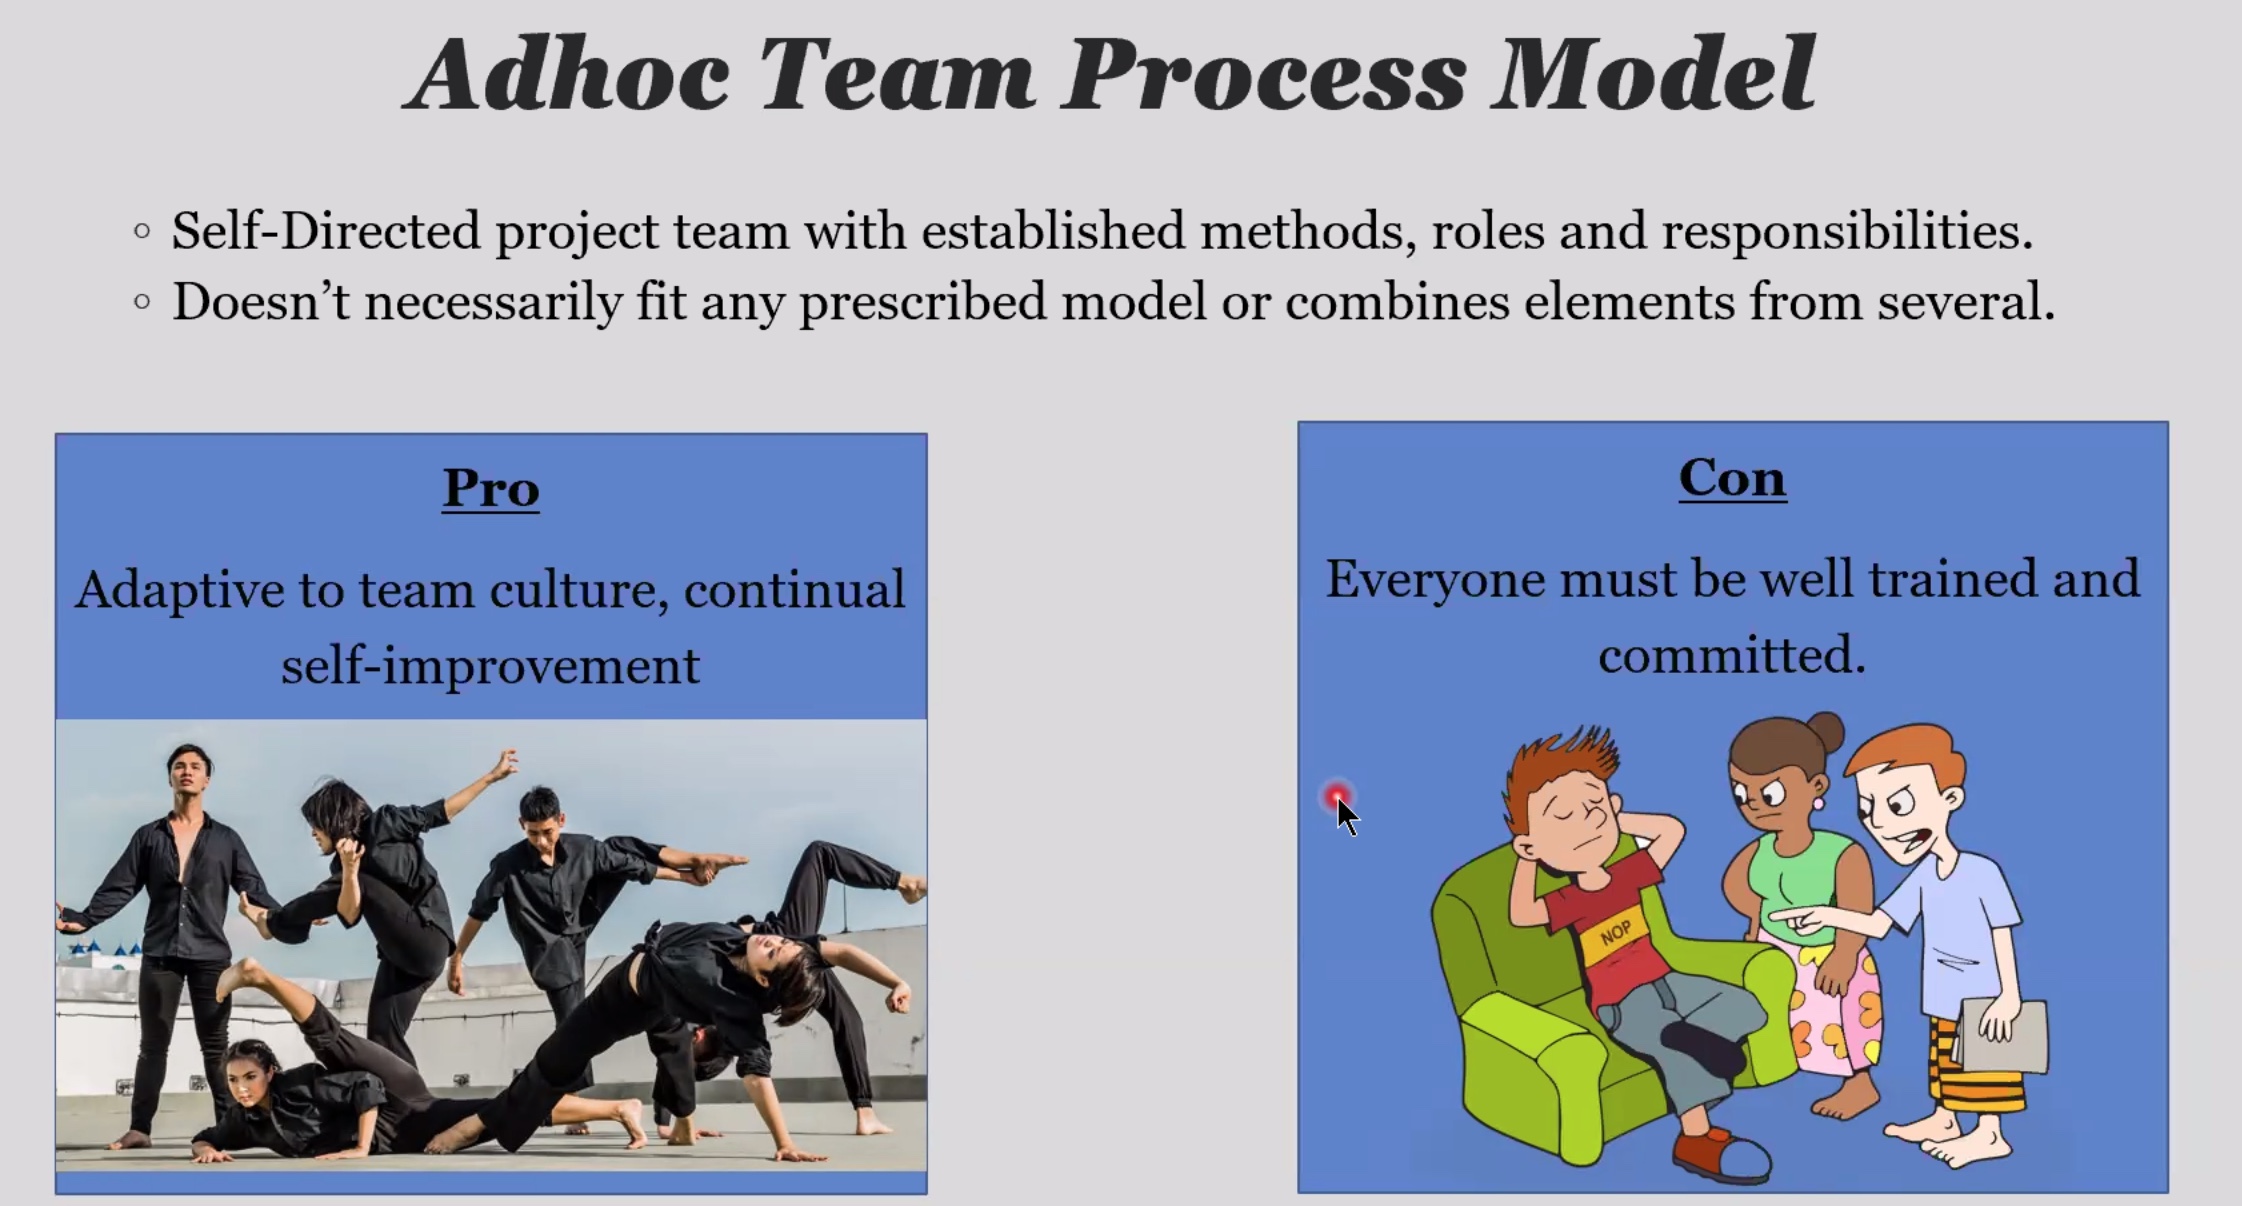 Adhoc Team Process Model
◦ Self-Directed project team with established methods, roles and responsibilities.
◦ Doesn’t necessarily fit any prescribed model or combines elements from several.
Pro
Adaptive to team culture, continual
self-improvement
Con
Everyone must be well trained and
committed.
NOP